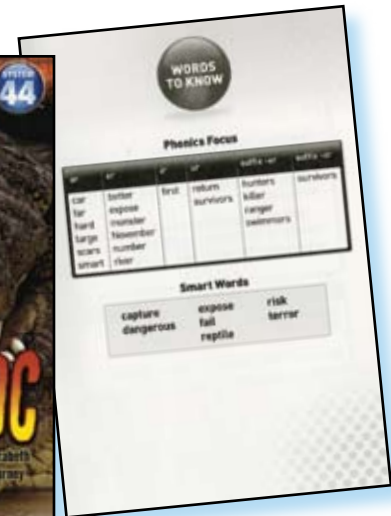 SYSTEM
44
OC
WORDS
TO KNOW
Phonics Focus
ar er ir ur suffix -er suffix -or
car better first return hunters survivors
far expose survivors killer
hard monster ranger
large November swimmers
scars number
smart river
Smart Words
capture expose risk
dangerous fail terror
reptile